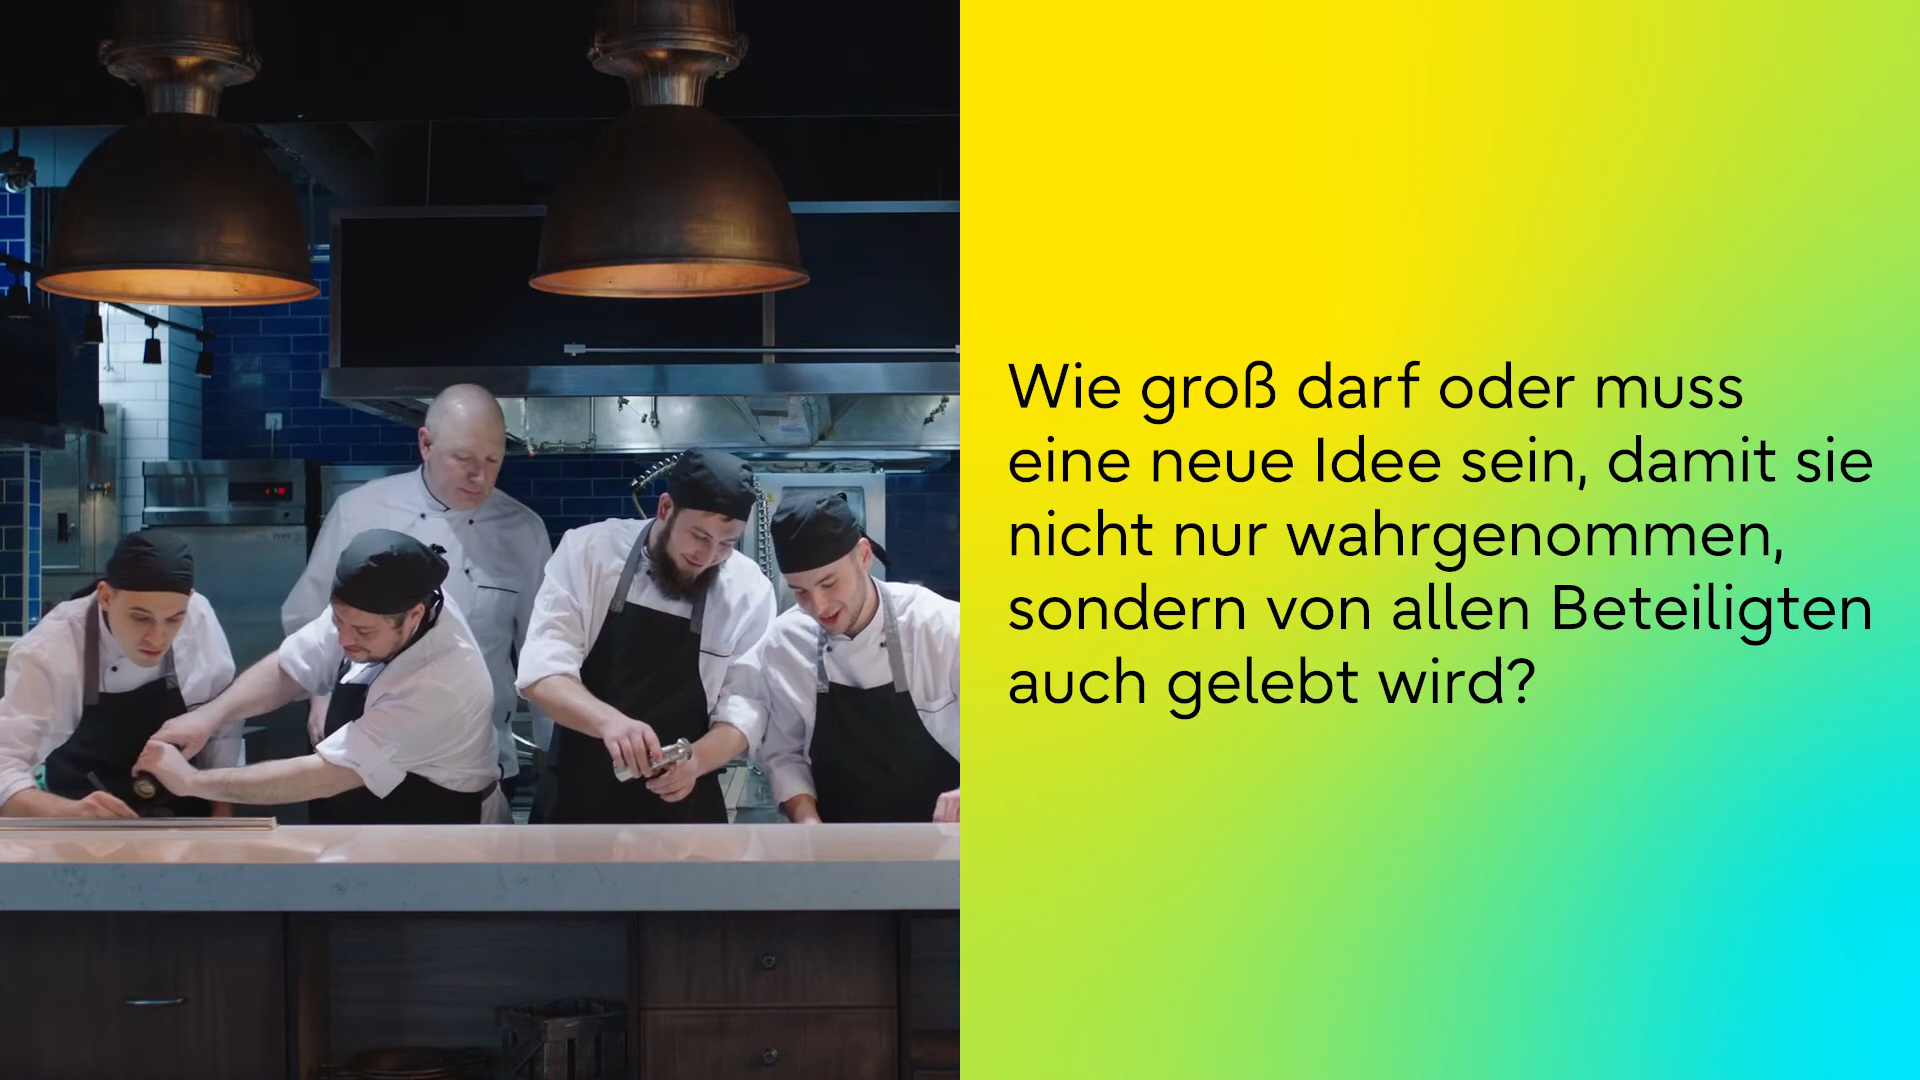 Wie groß darf oder muss
eine neue Idee sein, damit sie
nicht nur wahrgenommen,
sondern von allen Beteiligten
auch gelebt wird?